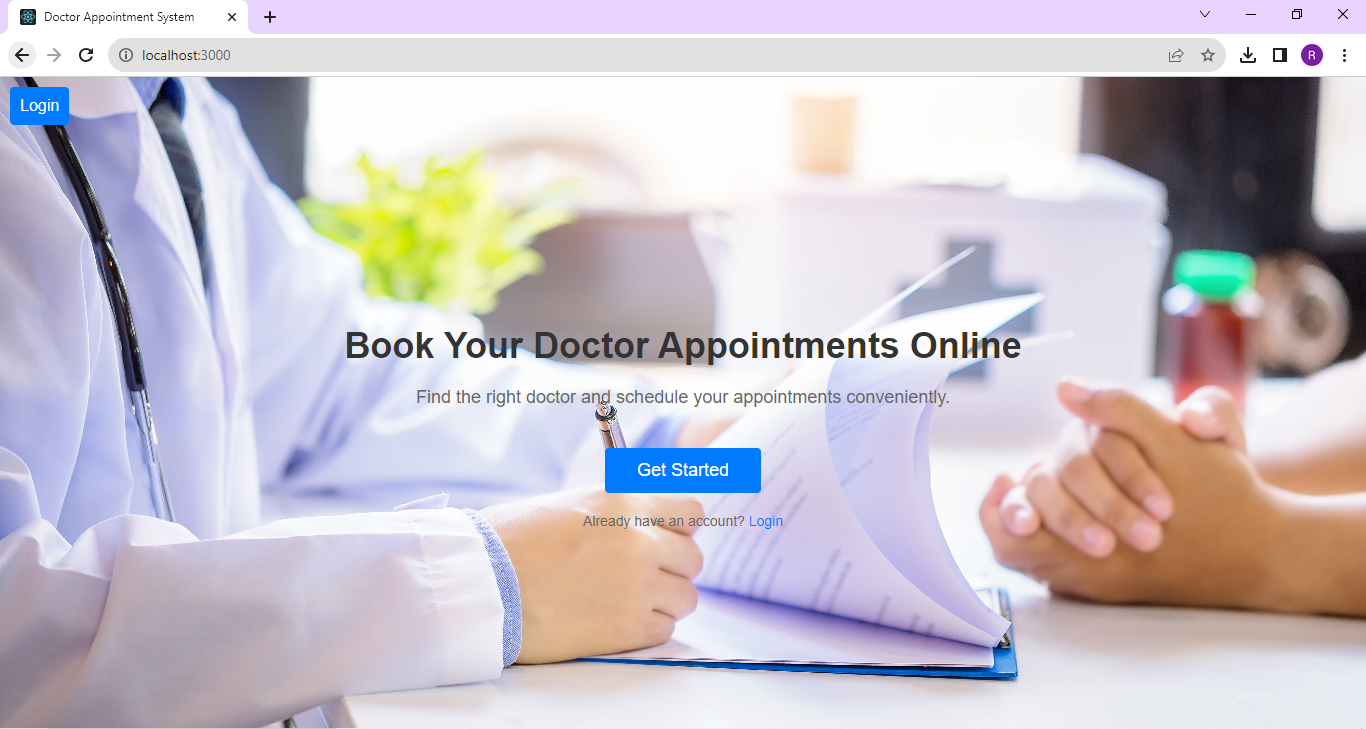 Doctor Appointment System
localhost:3000
R
Login
Book Your Doctor Appointments Online
Find the right doctor and schedule your appointments conveniently.
Get Started
Already have an account? Login